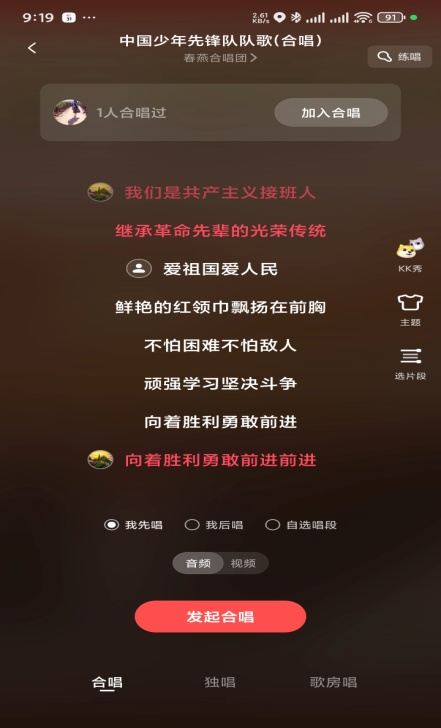 9:19 31 ... 2.61 KB/s 91
中国少年先锋队队歌(合唱)
春燕合唱团>
练唱
1人合唱过
加入合唱
我们是共产主义接班人
继承革命先辈的光荣传统
爱祖国爱人民
鲜艳的红领巾飘扬在前胸
不怕困难不怕敌人
顽强学习坚决斗争
向着胜利勇敢前进
向着胜利勇敢前进前进
KK秀
主题
选片段
我先唱 我后唱 自选唱段
音频 视频
发起合唱
合唱 独唱 歌房唱